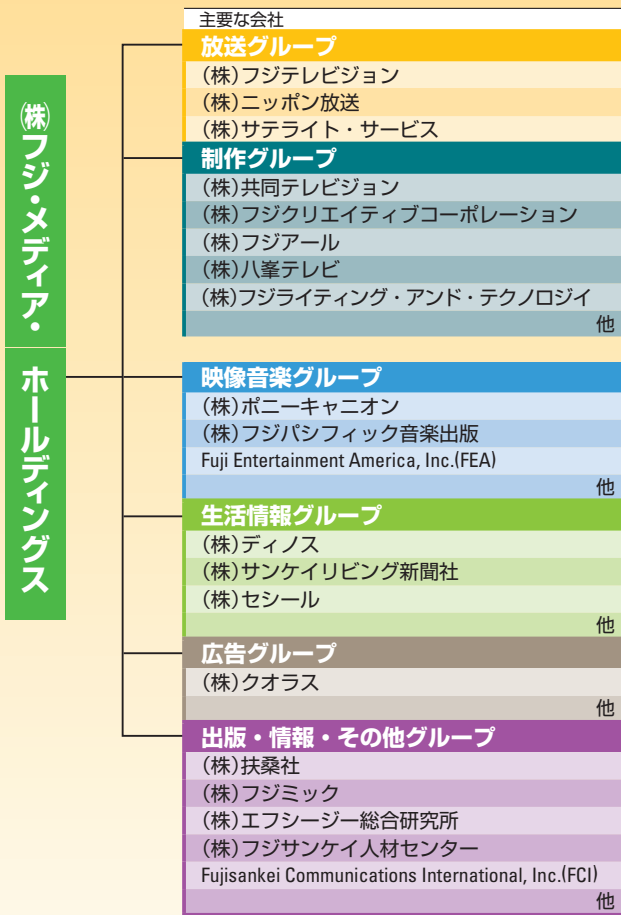 ㈱フジ・メディア・ホールディングス
主要な会社
放送グループ
(株)フジテレビジョン
(株)ニッポン放送
(株)サテライト・サービス
制作グループ
(株)共同テレビジョン
(株)フジクリエイティブコーポレーション
(株)フジアール
(株)八峯テレビ
(株)フジライティング・アンド・テクノロジイ
他
映像音楽グループ
(株)ポニーキャニオン
(株)フジパシフィック音楽出版
Fuji Entertainment America, Inc.(FEA)
他
生活情報グループ
(株)ディノス
(株)サンケイリビング新聞社
(株)セシール
他
広告グループ
(株)クオラス
他
出版・情報・その他グループ
(株)扶桑社
(株)フジミック
(株)エフシージー総合研究所
(株)フジサンケイ人材センター
Fujisankei Communications International, Inc.(FCI)
他